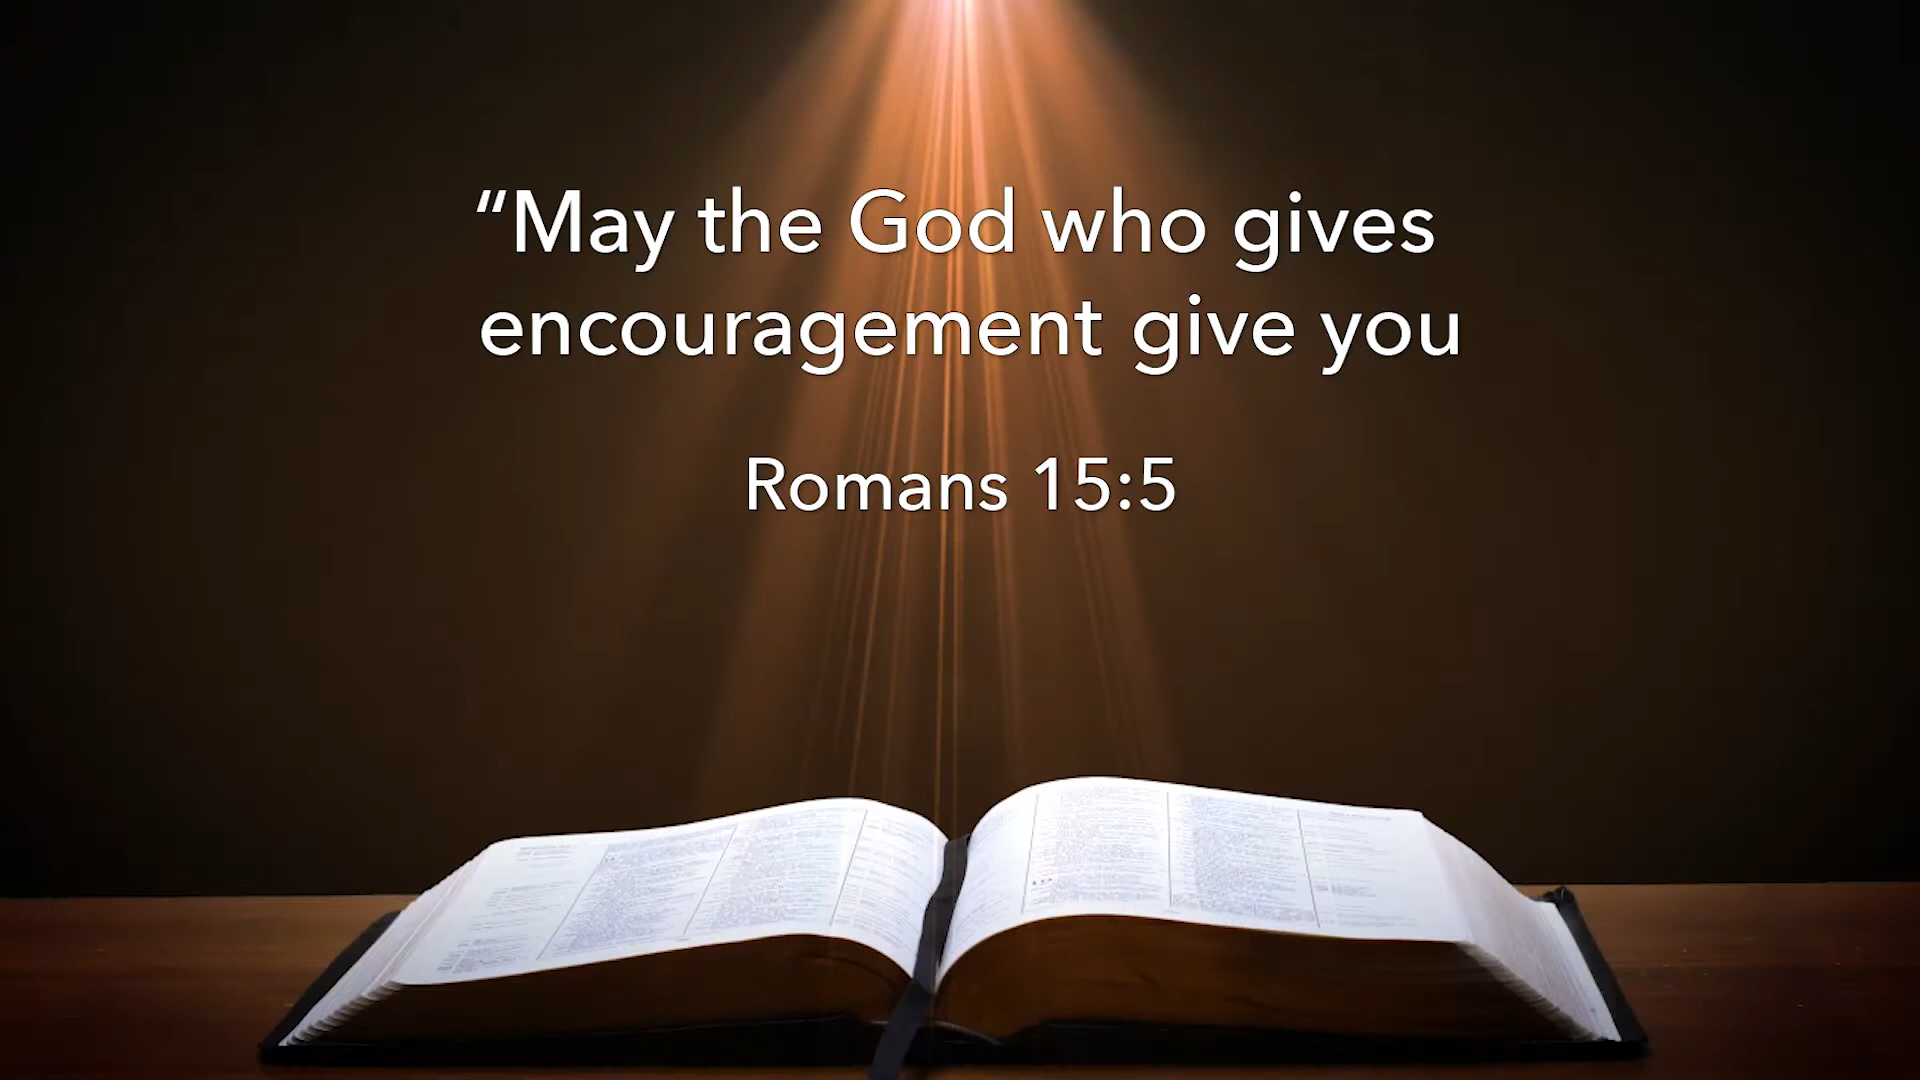 “May the God who gives
encouragement give you
Romans 15:5